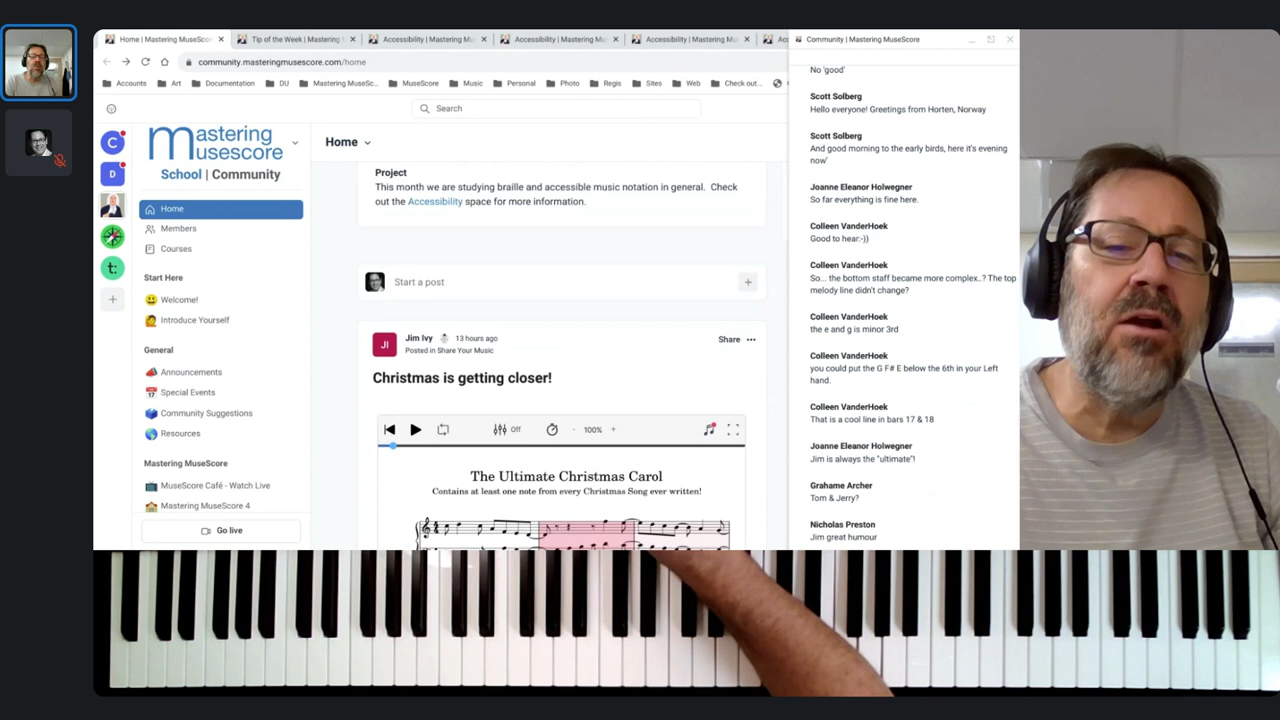 Home | Mastering MuseSco
Tip of the Week | Mastering
Accessibility | Mastering Mu
Accessibility | Mastering Mu
Accessibility | Mastering Mu
Acc
Community | Mastering MuseScore
community.masteringmusescore.com/home
Accounts
Art
Documentation
DU
Mastering MuseSc...
MuseScore
Music
Personal
Photo
Regis
Sites
Web
Check out...
Search
Mastering
Musescore
School | Community
Home
Members
Courses
Start Here
Welcome!
Introduce Yourself
General
Announcements
Special Events
Community Suggestions
Resources
Mastering MuseScore
MuseScore Café - Watch Live
Mastering MuseScore 4
Go live
C
D
t:
Home
Project
This month we are studying braille and accessible music notation in general. Check
out the Accessibility space for more information.
Start a post
JI
Jim Ivy
13 hours ago
Posted in Share Your Music
Share
Christmas is getting closer!
Off
- 100% +
The Ultimate Christmas Carol
Contains at least one note from every Christmas Song ever written!
No 'good'
Scott Solberg
Hello everyone! Greetings from Horten, Norway
Scott Solberg
And good morning to the early birds, here it's evening
now'
Joanne Eleanor Holwegner
So far everything is fine here.
Colleen VanderHoek
Good to hear:-))
Colleen VanderHoek
So... the bottom staff became more complex..? The top
melody line didn't change?
Colleen VanderHoek
the e and g is minor 3rd
Colleen VanderHoek
you could put the G F# E below the 6th in your Left
hand.
Colleen VanderHoek
That is a cool line in bars 17 & 18
Joanne Eleanor Holwegner
Jim is always the "ultimate"!
Grahame Archer
Tom & Jerry?
Nicholas Preston
Jim great humour